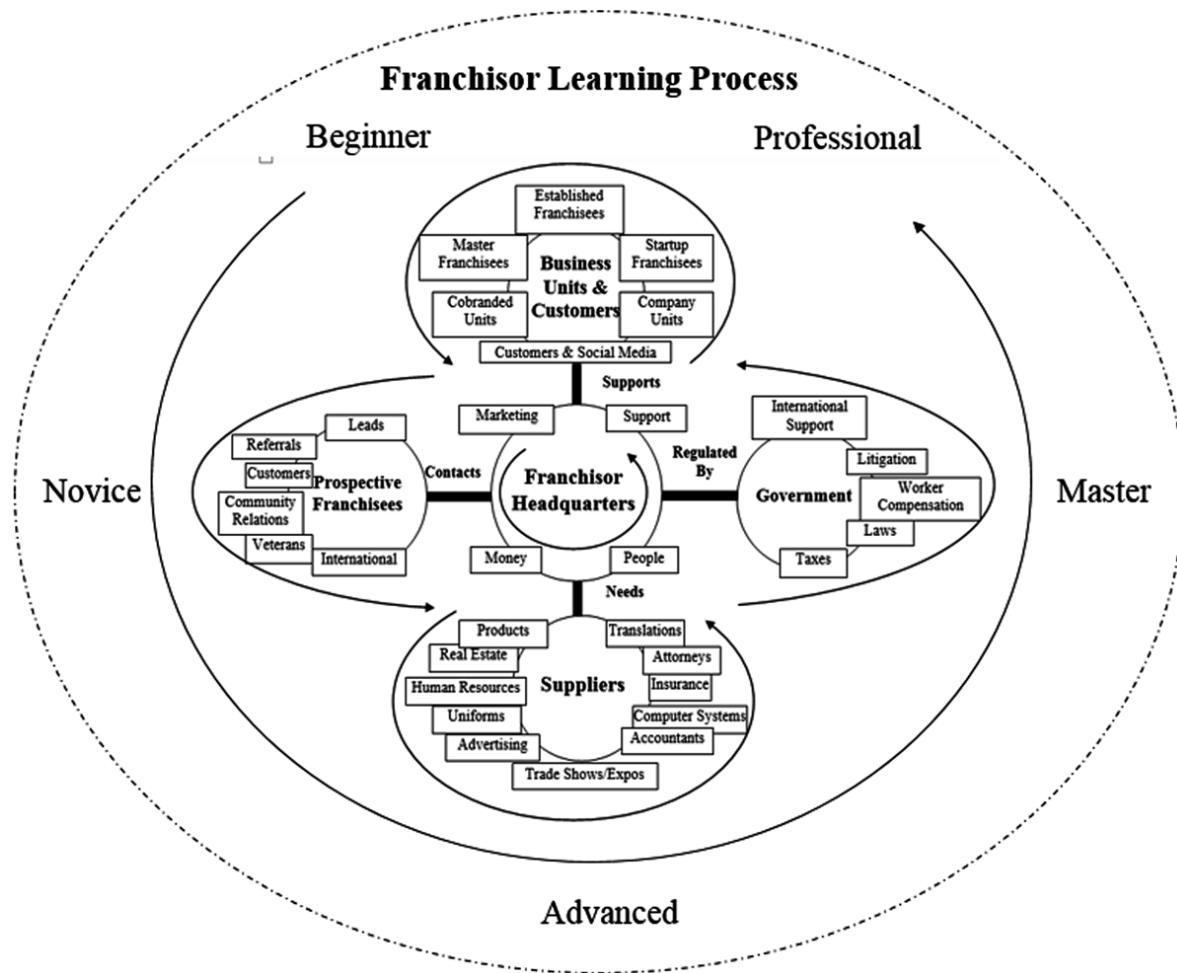 Franchisor Learning Process
Beginner
Professional
Established
Franchisees
Master
Franchisees
Startup
Franchisees
Business
Units &
Customers
Cobranded
Units
Company
Units
Customers & Social Media
Supports
Marketing
Support
Leads
Referrals
Customers
Community
Relations
Veterans
International
Prospective
Franchisees
Contacts
Franchisor
Headquarters
Regulated
By
International
Support
Litigation
Government
Worker
Compensation
Laws
Taxes
Novice
Master
Money
People
Needs
Products
Translations
Real Estate
Attorneys
Human Resources
Suppliers
Insurance
Uniforms
Computer Systems
Advertising
Accountants
Trade Shows/Expos
Advanced